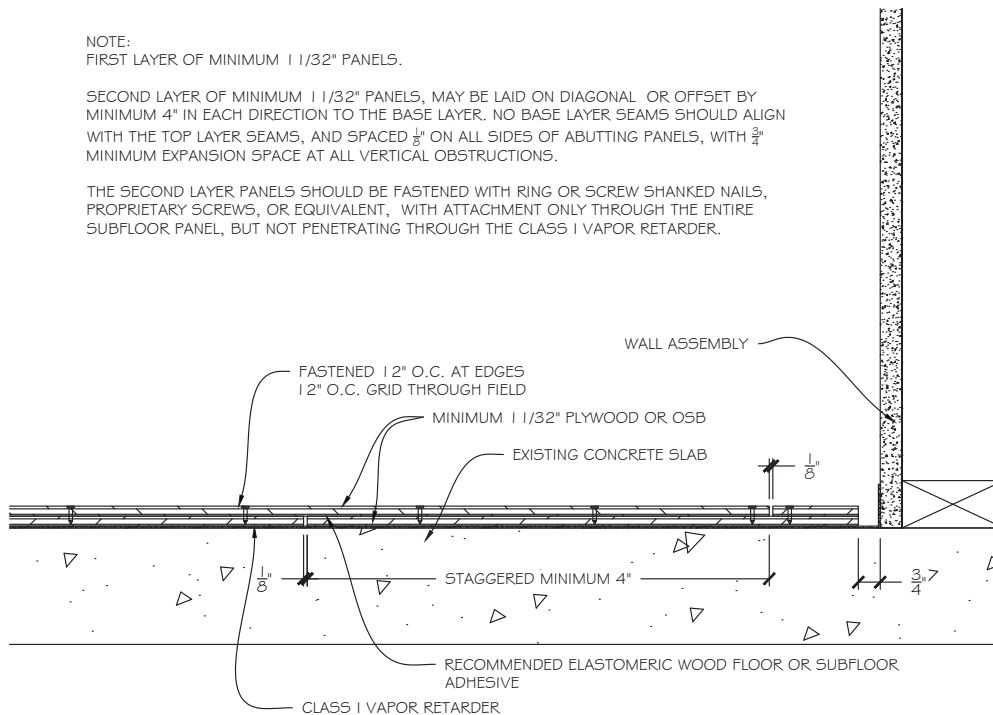 NOTE:
FIRST LAYER OF MINIMUM 11/32" PANELS.
SECOND LAYER OF MINIMUM 11/32" PANELS, MAY BE LAID ON DIAGONAL OR OFFSET BY
MINIMUM 4" IN EACH DIRECTION TO THE BASE LAYER. NO BASE LAYER SEAMS SHOULD ALIGN
WITH THE TOP LAYER SEAMS, AND SPACED 1/8" ON ALL SIDES OF ABUTTING PANELS, WITH 3/4"
MINIMUM EXPANSION SPACE AT ALL VERTICAL OBSTRUCTIONS.
THE SECOND LAYER PANELS SHOULD BE FASTENED WITH RING OR SCREW SHANKED NAILS,
PROPRIETARY SCREWS, OR EQUIVALENT, WITH ATTACHMENT ONLY THROUGH THE ENTIRE
SUBFLOOR PANEL, BUT NOT PENETRATING THROUGH THE CLASS I VAPOR RETARDER.
WALL ASSEMBLY
FASTENED 12" O.C. AT EDGES
12" O.C. GRID THROUGH FIELD
MINIMUM 11/32" PLYWOOD OR OSB
EXISTING CONCRETE SLAB
1/8"
1/8"
STAGGERED MINIMUM 4"
3/4"
RECOMMENDED ELASTOMERIC WOOD FLOOR OR SUBFLOOR
ADHESIVE
CLASS I VAPOR RETARDER